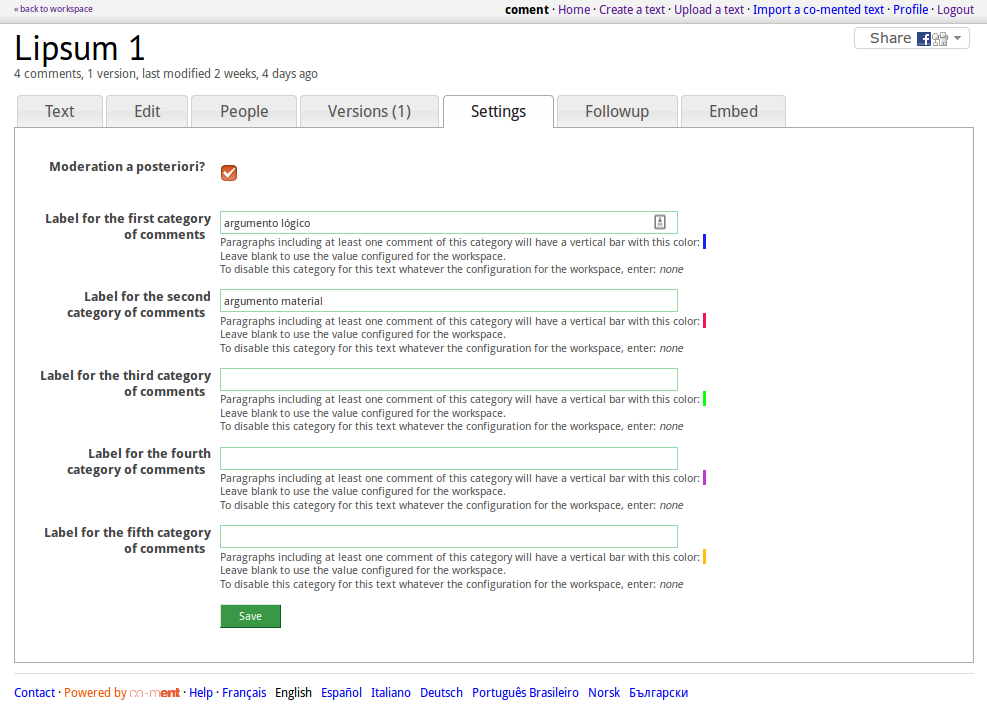 « back to workspace
coment · Home · Create a text · Upload a text · Import a co-mented text · Profile · Logout
Lipsum 1
Share
4 comments, 1 version, last modified 2 weeks, 4 days ago
Text Edit People Versions (1) Settings Followup Embed
Moderation a posteriori?
Label for the first category of comments
argumento lógico
Paragraphs including at least one comment of this category will have a vertical bar with this color:
Leave blank to use the value configured for the workspace.
To disable this category for this text whatever the configuration for the workspace, enter: none
Label for the second category of comments
argumento material
Paragraphs including at least one comment of this category will have a vertical bar with this color:
Leave blank to use the value configured for the workspace.
To disable this category for this text whatever the configuration for the workspace, enter: none
Label for the third category of comments
Paragraphs including at least one comment of this category will have a vertical bar with this color:
Leave blank to use the value configured for the workspace.
To disable this category for this text whatever the configuration for the workspace, enter: none
Label for the fourth category of comments
Paragraphs including at least one comment of this category will have a vertical bar with this color:
Leave blank to use the value configured for the workspace.
To disable this category for this text whatever the configuration for the workspace, enter: none
Label for the fifth category of comments
Paragraphs including at least one comment of this category will have a vertical bar with this color:
Leave blank to use the value configured for the workspace.
To disable this category for this text whatever the configuration for the workspace, enter: none
Save
Contact · Powered by co-ment · Help · Français English Español Italiano Deutsch Português Brasileiro Norsk Български